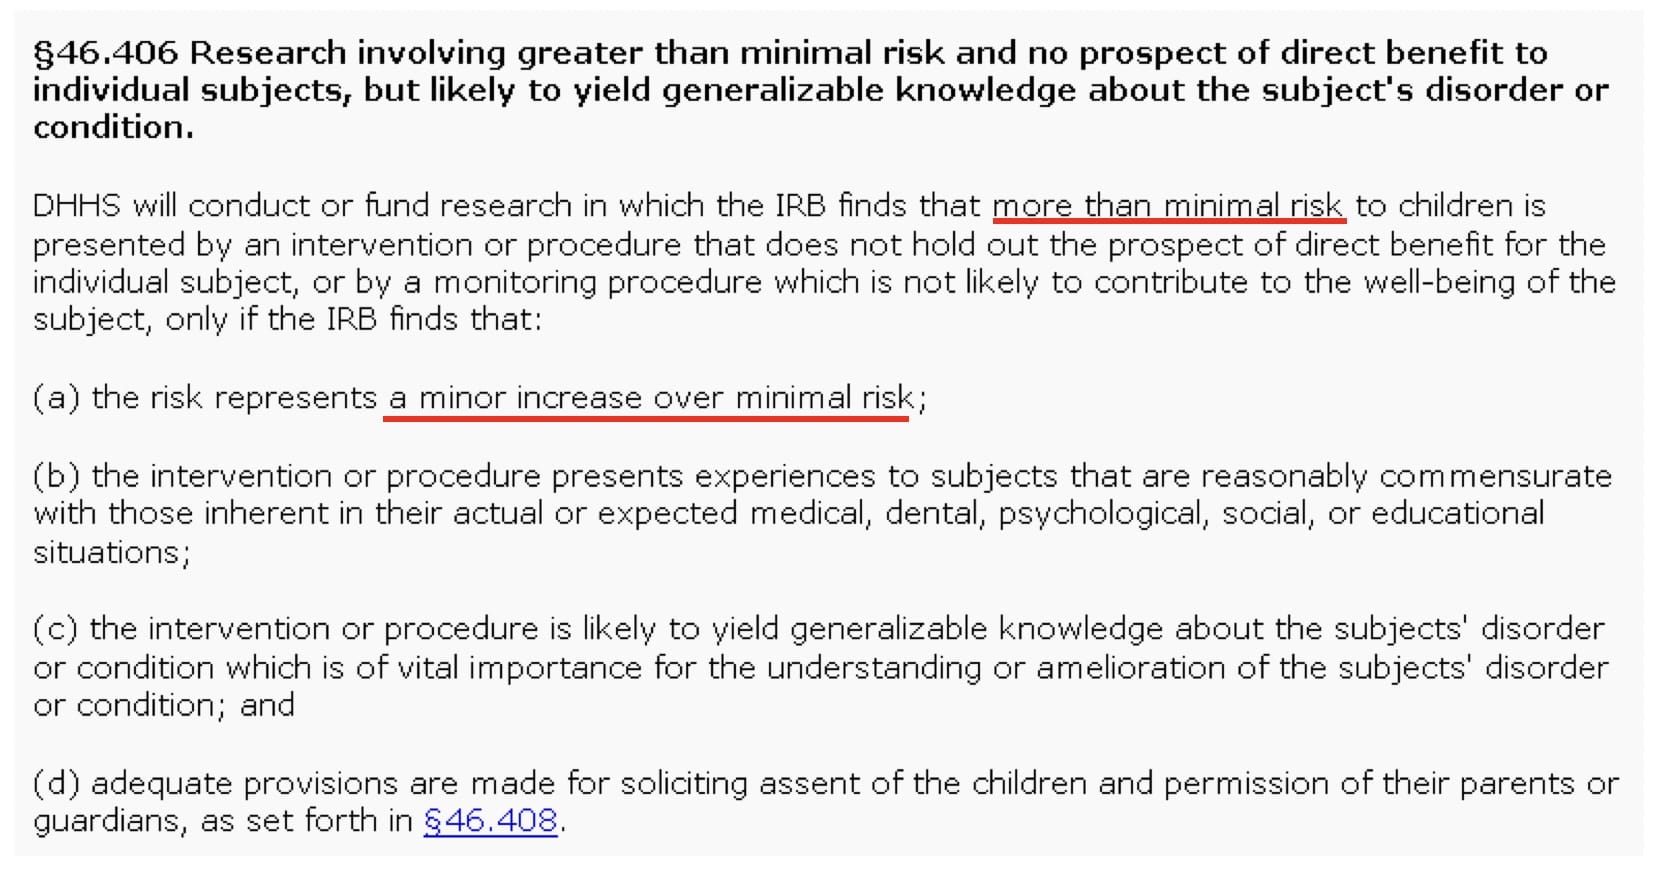 §46.406 Research involving greater than minimal risk and no prospect of direct benefit to
individual subjects, but likely to yield generalizable knowledge about the subject's disorder or
condition.
DHHS will conduct or fund research in which the IRB finds that more than minimal risk to children is
presented by an intervention or procedure that does not hold out the prospect of direct benefit for the
individual subject, or by a monitoring procedure which is not likely to contribute to the well-being of the
subject, only if the IRB finds that:
(a) the risk represents a minor increase over minimal risk;
(b) the intervention or procedure presents experiences to subjects that are reasonably commensurate
with those inherent in their actual or expected medical, dental, psychological, social, or educational
situations;
(c) the intervention or procedure is likely to yield generalizable knowledge about the subjects' disorder
or condition which is of vital importance for the understanding or amelioration of the subjects' disorder
or condition; and
(d) adequate provisions are made for soliciting assent of the children and permission of their parents or
guardians, as set forth in §46.408.